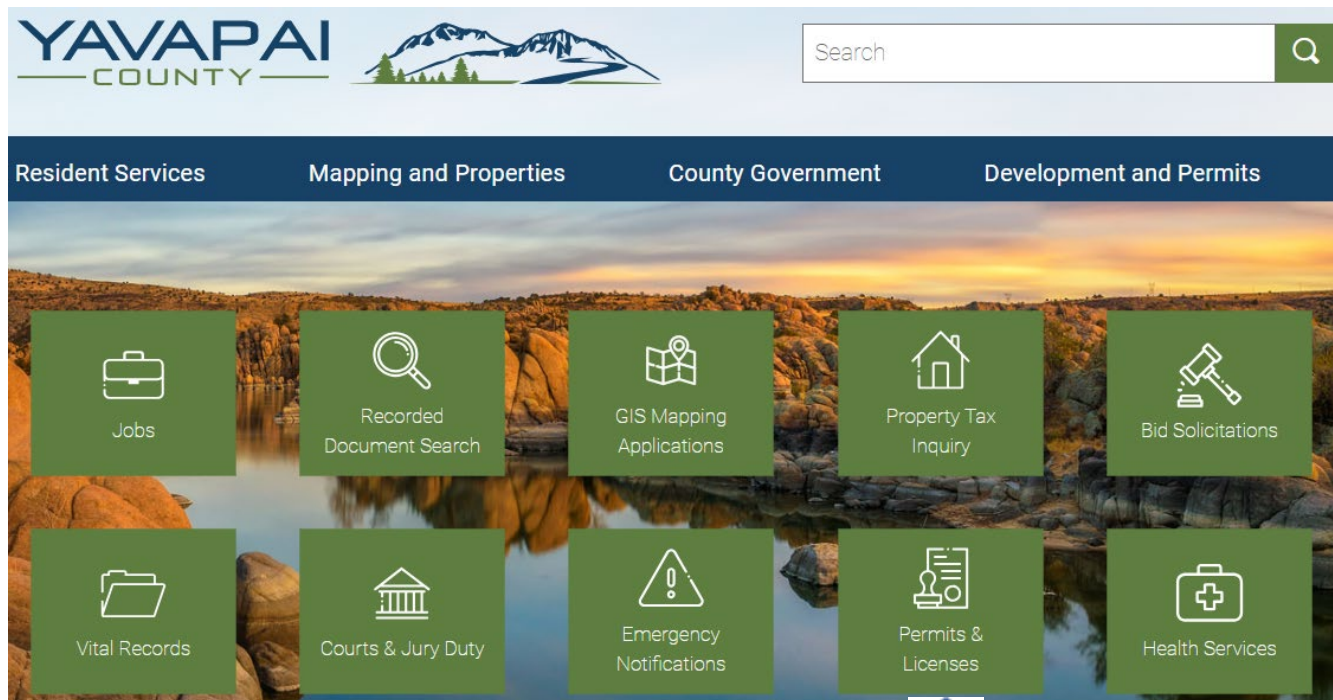 YAVAPAI
COUNTY
Search
Resident Services
Mapping and Properties
County Government
Development and Permits
Jobs
Recorded
Document Search
GIS Mapping
Applications
Property Tax
Inquiry
Bid Solicitations
Vital Records
Courts & Jury Duty
Emergency
Notifications
Permits &
Licenses
Health Services